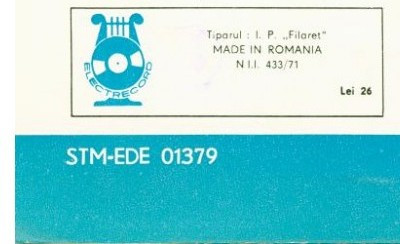 ELECTRECORD
Tiparul : I. P. „Filaret"
MADE IN ROMANIA
N I.I. 433/71
Lei 26
STM-EDE 01379